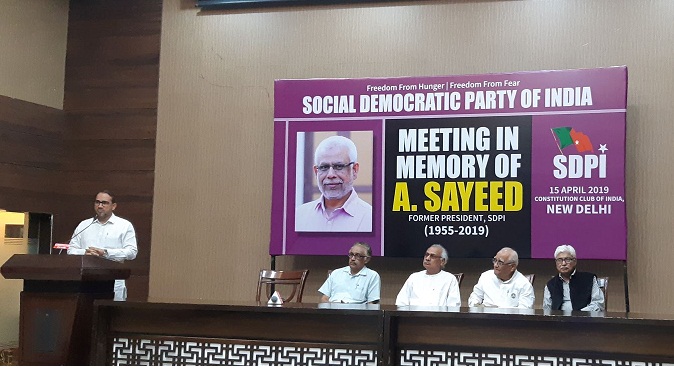 Freedom From Hunger | Freedom From Fear
SOCIAL DEMOCRATIC PARTY OF INDIA
MEETING IN
MEMORY OF
A. SAYEED
FORMER PRESIDENT, SDPI
(1955-2019)
SDPI
15 APRIL 2019
CONSTITUTION CLUB OF INDIA,
NEW DELHI